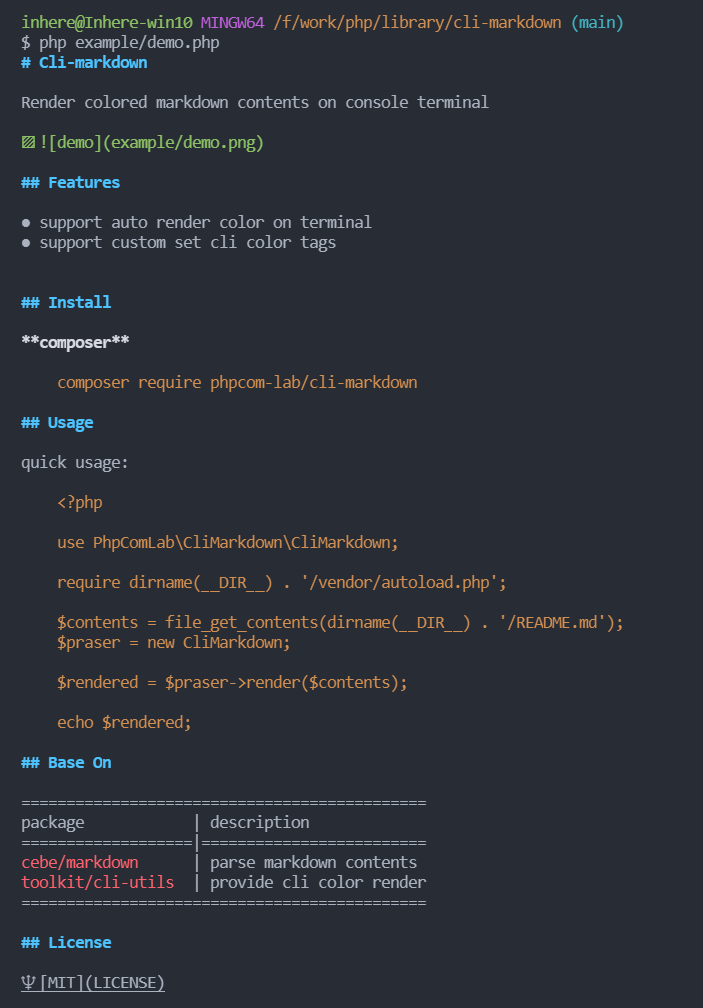 inhere@Inhere-win10 MINGW64 /f/work/php/library/cli-markdown (main)
$ php example/demo.php
# Cli-markdown
Render colored markdown contents on console terminal
▨ ![demo](example/demo.png)
## Features
● support auto render color on terminal
● support custom set cli color tags
## Install
**composer**
    composer require phpcom-lab/cli-markdown
## Usage
quick usage:
    <?php
    use PhpComLab\CliMarkdown\CliMarkdown;
    require dirname(__DIR__) . '/vendor/autoload.php';
    $contents = file_get_contents(dirname(__DIR__) . '/README.md');
    $praser = new CliMarkdown;
    $rendered = $praser->render($contents);
    echo $rendered;
## Base On
=============================================
package            | description
===================|=========================
cebe/markdown      | parse markdown contents
toolkit/cli-utils  | provide cli color render
=============================================
## License
♆ [MIT](LICENSE)